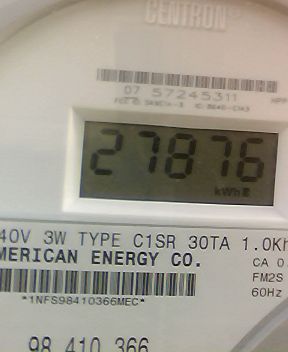 CENTRON®
07 57245311
27876
kWh
40V 3W TYPE C1SR 30TA 1.0Kh
MERICAN ENERGY CO.
CA 0.
FM2S
60Hz
*1NFS98410366MEC*
98 410 366